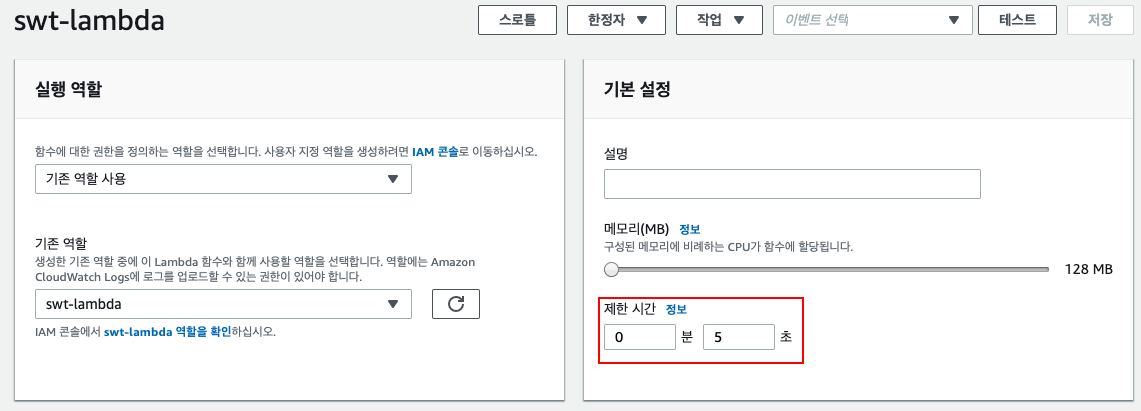 swt-lambda
스로틀 한정자 작업 이벤트 선택 테스트 저장
실행 역할
함수에 대한 권한을 정의하는 역할을 선택합니다. 사용자 지정 역할을 생성하려면 IAM 콘솔로 이동하십시오.
기존 역할 사용
기존 역할
생성한 기존 역할 중에 이 Lambda 함수와 함께 사용할 역할을 선택합니다. 역할에는 Amazon
CloudWatch Logs에 로그를 업로드할 수 있는 권한이 있어야 합니다.
swt-lambda
IAM 콘솔에서 swt-lambda 역할을 확인하십시오.
기본 설정
설명
메모리(MB) 정보
구성된 메모리에 비례하는 CPU가 함수에 할당됩니다.
128 MB
제한 시간 정보
0 분 5 초